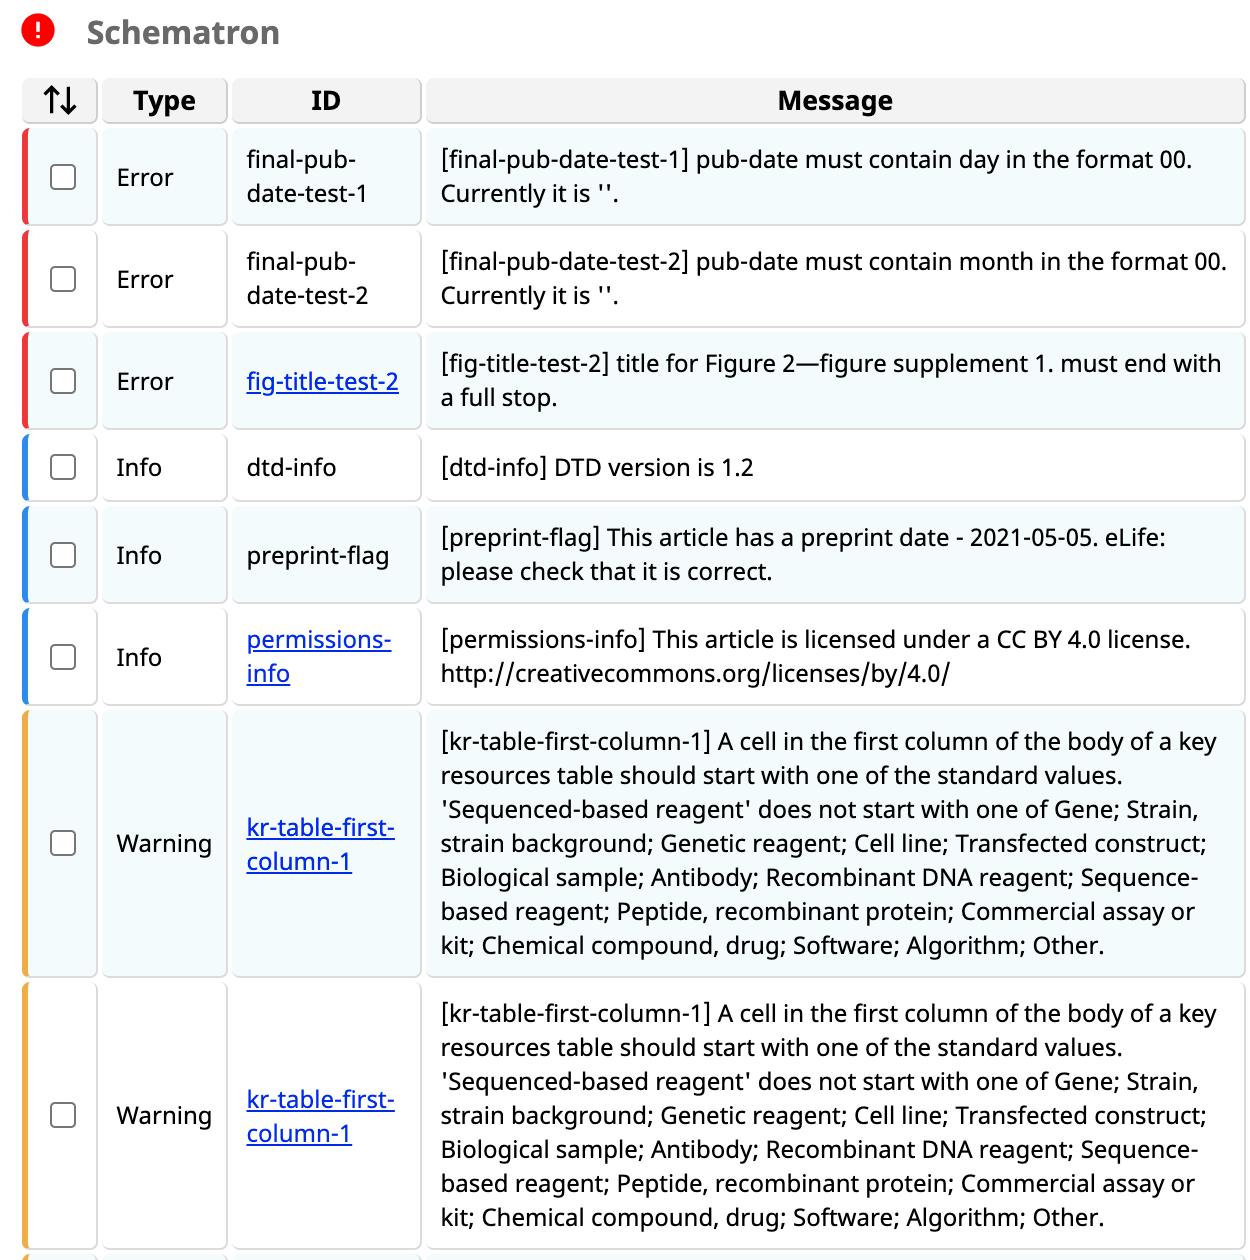 Schematron
Type ID Message
Error
final-pub-
date-test-1
[final-pub-date-test-1] pub-date must contain day in the format 00.
Currently it is ''.
Error
final-pub-
date-test-2
[final-pub-date-test-2] pub-date must contain month in the format 00.
Currently it is ''.
Error
fig-title-test-2
[fig-title-test-2] title for Figure 2—figure supplement 1. must end with
a full stop.
Info
dtd-info
[dtd-info] DTD version is 1.2
Info
preprint-flag
[preprint-flag] This article has a preprint date - 2021-05-05. eLife:
please check that it is correct.
Info
permissions-
info
[permissions-info] This article is licensed under a CC BY 4.0 license.
http://creativecommons.org/licenses/by/4.0/
Warning
kr-table-first-
column-1
[kr-table-first-column-1] A cell in the first column of the body of a key
resources table should start with one of the standard values.
'Sequenced-based reagent' does not start with one of Gene; Strain,
strain background; Genetic reagent; Cell line; Transfected construct;
Biological sample; Antibody; Recombinant DNA reagent; Sequence-
based reagent; Peptide, recombinant protein; Commercial assay or
kit; Chemical compound, drug; Software; Algorithm; Other.
Warning
kr-table-first-
column-1
[kr-table-first-column-1] A cell in the first column of the body of a key
resources table should start with one of the standard values.
'Sequenced-based reagent' does not start with one of Gene; Strain,
strain background; Genetic reagent; Cell line; Transfected construct;
Biological sample; Antibody; Recombinant DNA reagent; Sequence-
based reagent; Peptide, recombinant protein; Commercial assay or
kit; Chemical compound, drug; Software; Algorithm; Other.